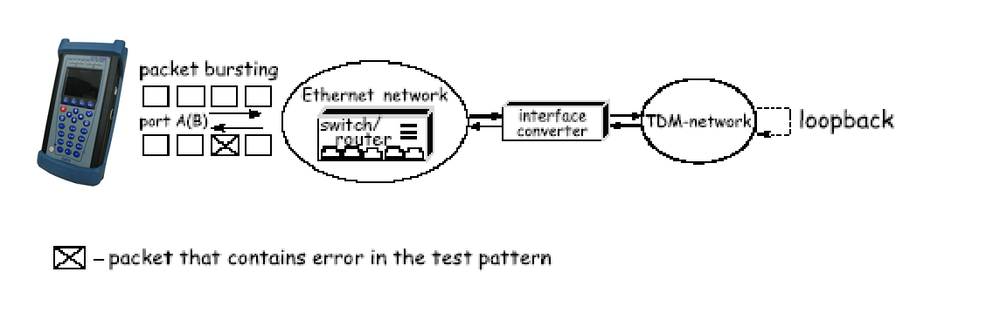 packet bursting
port A(B)
Ethernet network
switch/
router
interface
converter
TDM-network
loopback
– packet that contains error in the test pattern